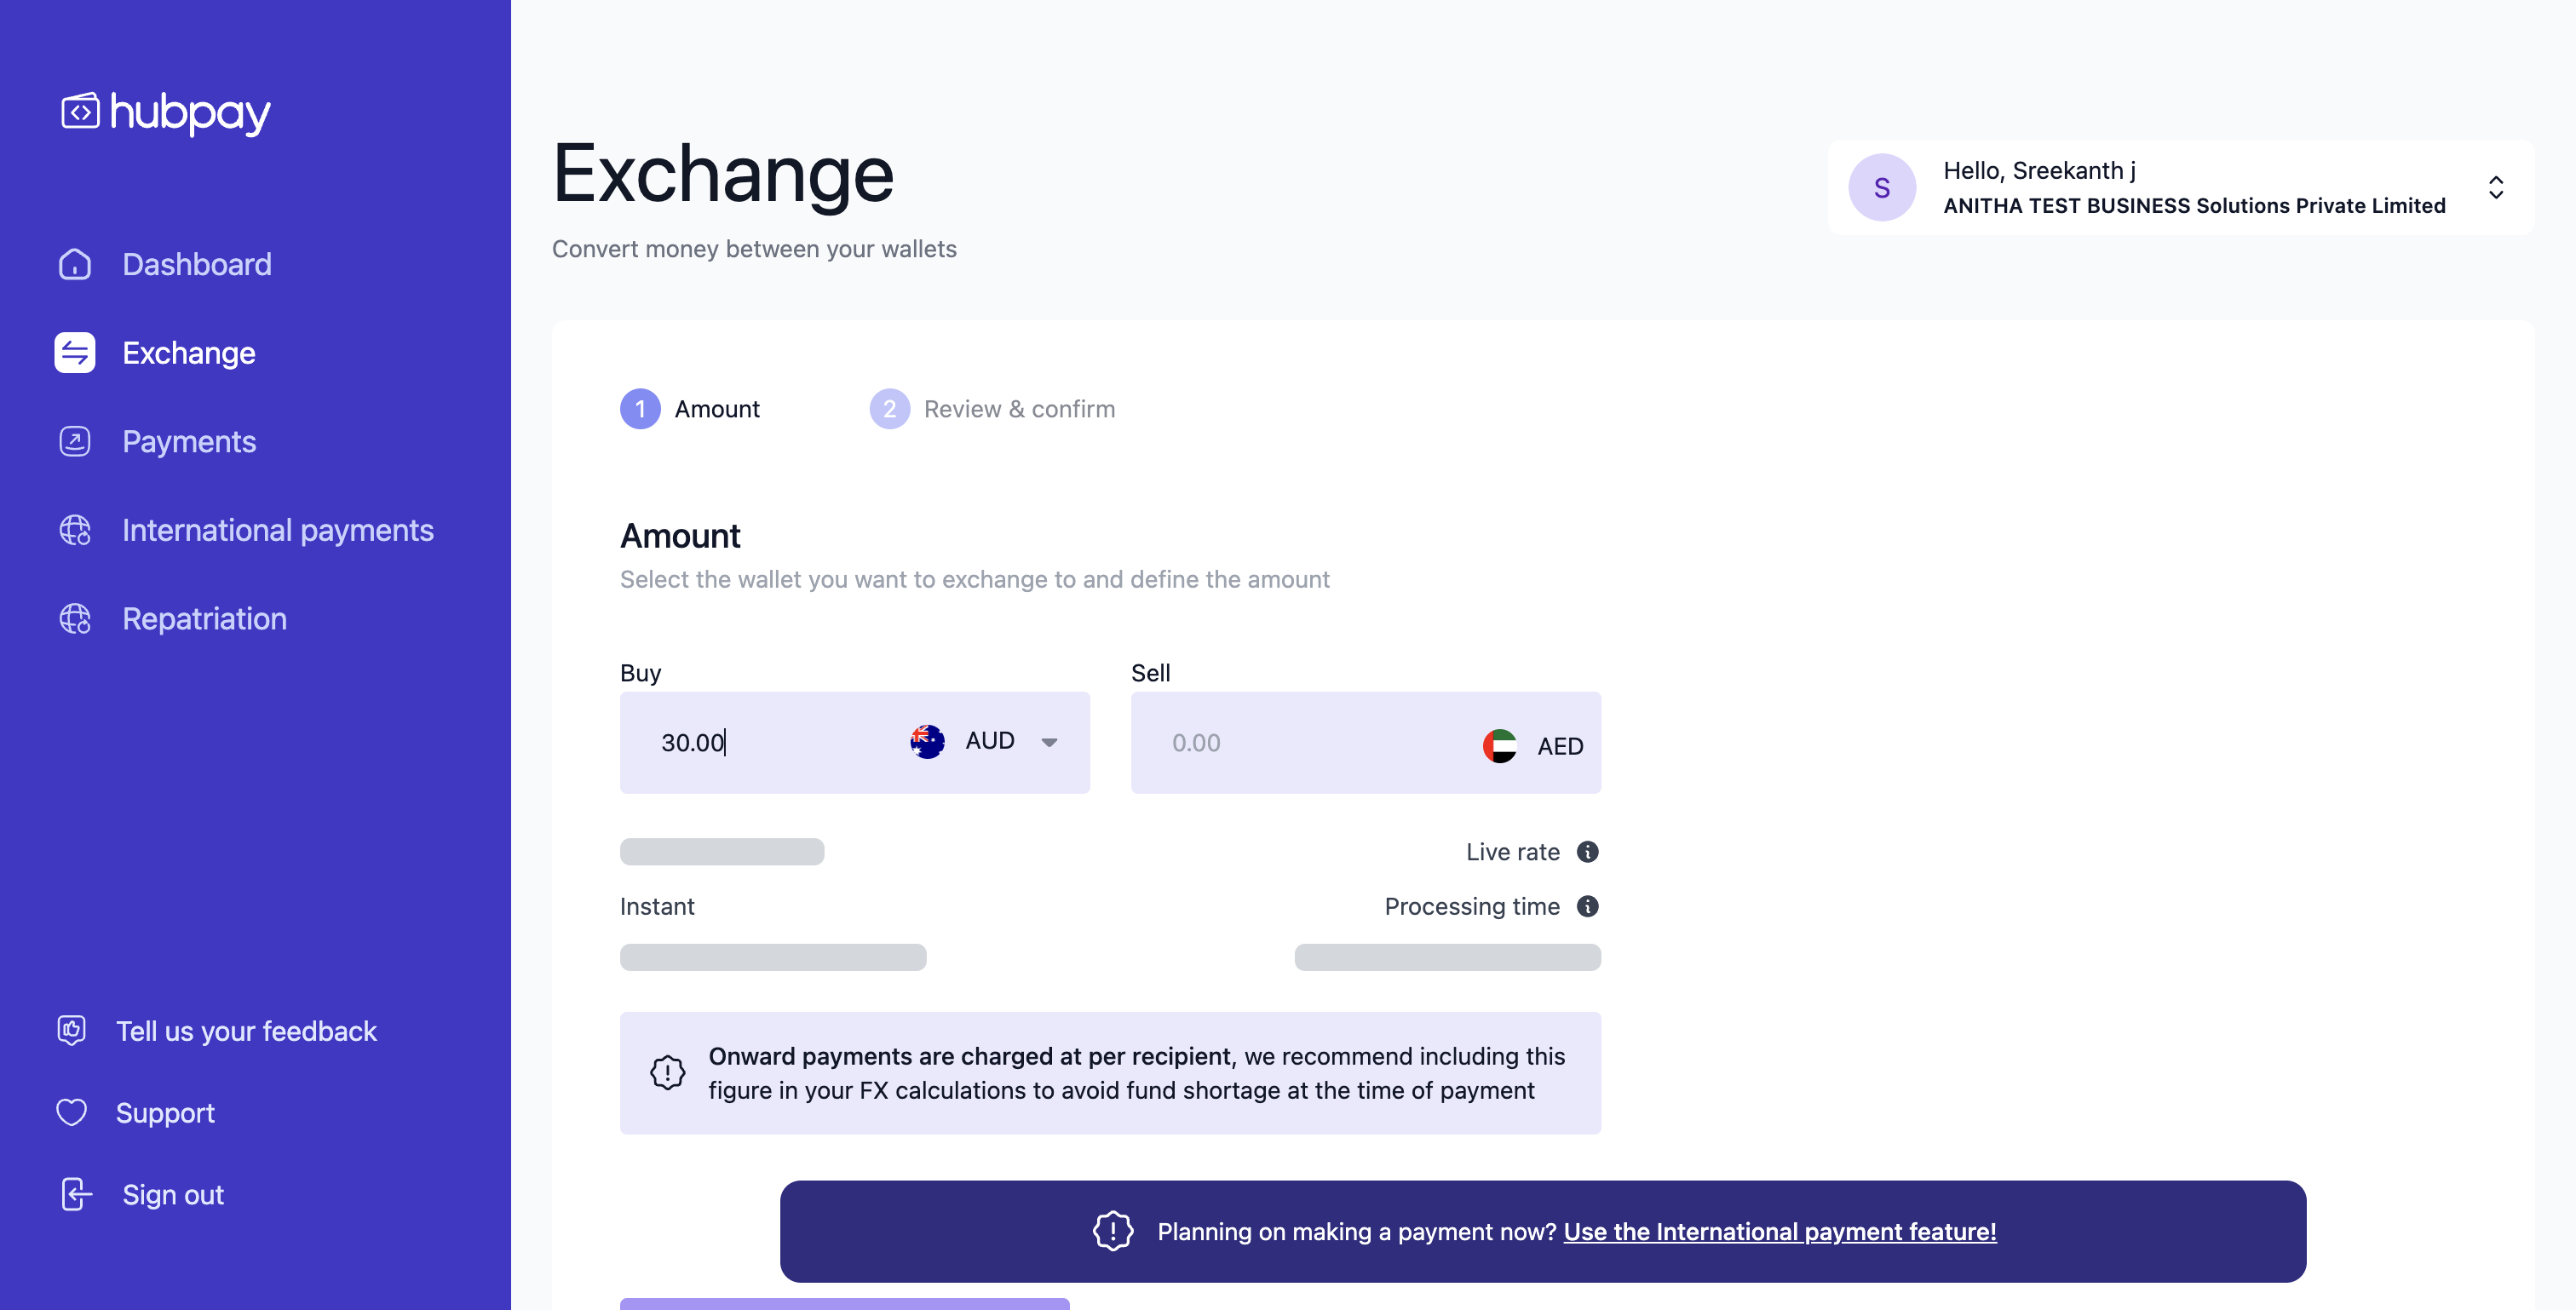 hubpay
Dashboard
Exchange
Payments
International payments
Repatriation
Tell us your feedback
Support
Sign out
Exchange
Convert money between your wallets
S
Hello, Sreekanth j
ANITHA TEST BUSINESS Solutions Private Limited
1 Amount
2 Review & confirm
Amount
Select the wallet you want to exchange to and define the amount
Buy
30.00 AUD
Sell
0.00 AED
Live rate
Instant
Processing time
Onward payments are charged at per recipient, we recommend including this
figure in your FX calculations to avoid fund shortage at the time of payment
Planning on making a payment now? Use the International payment feature!